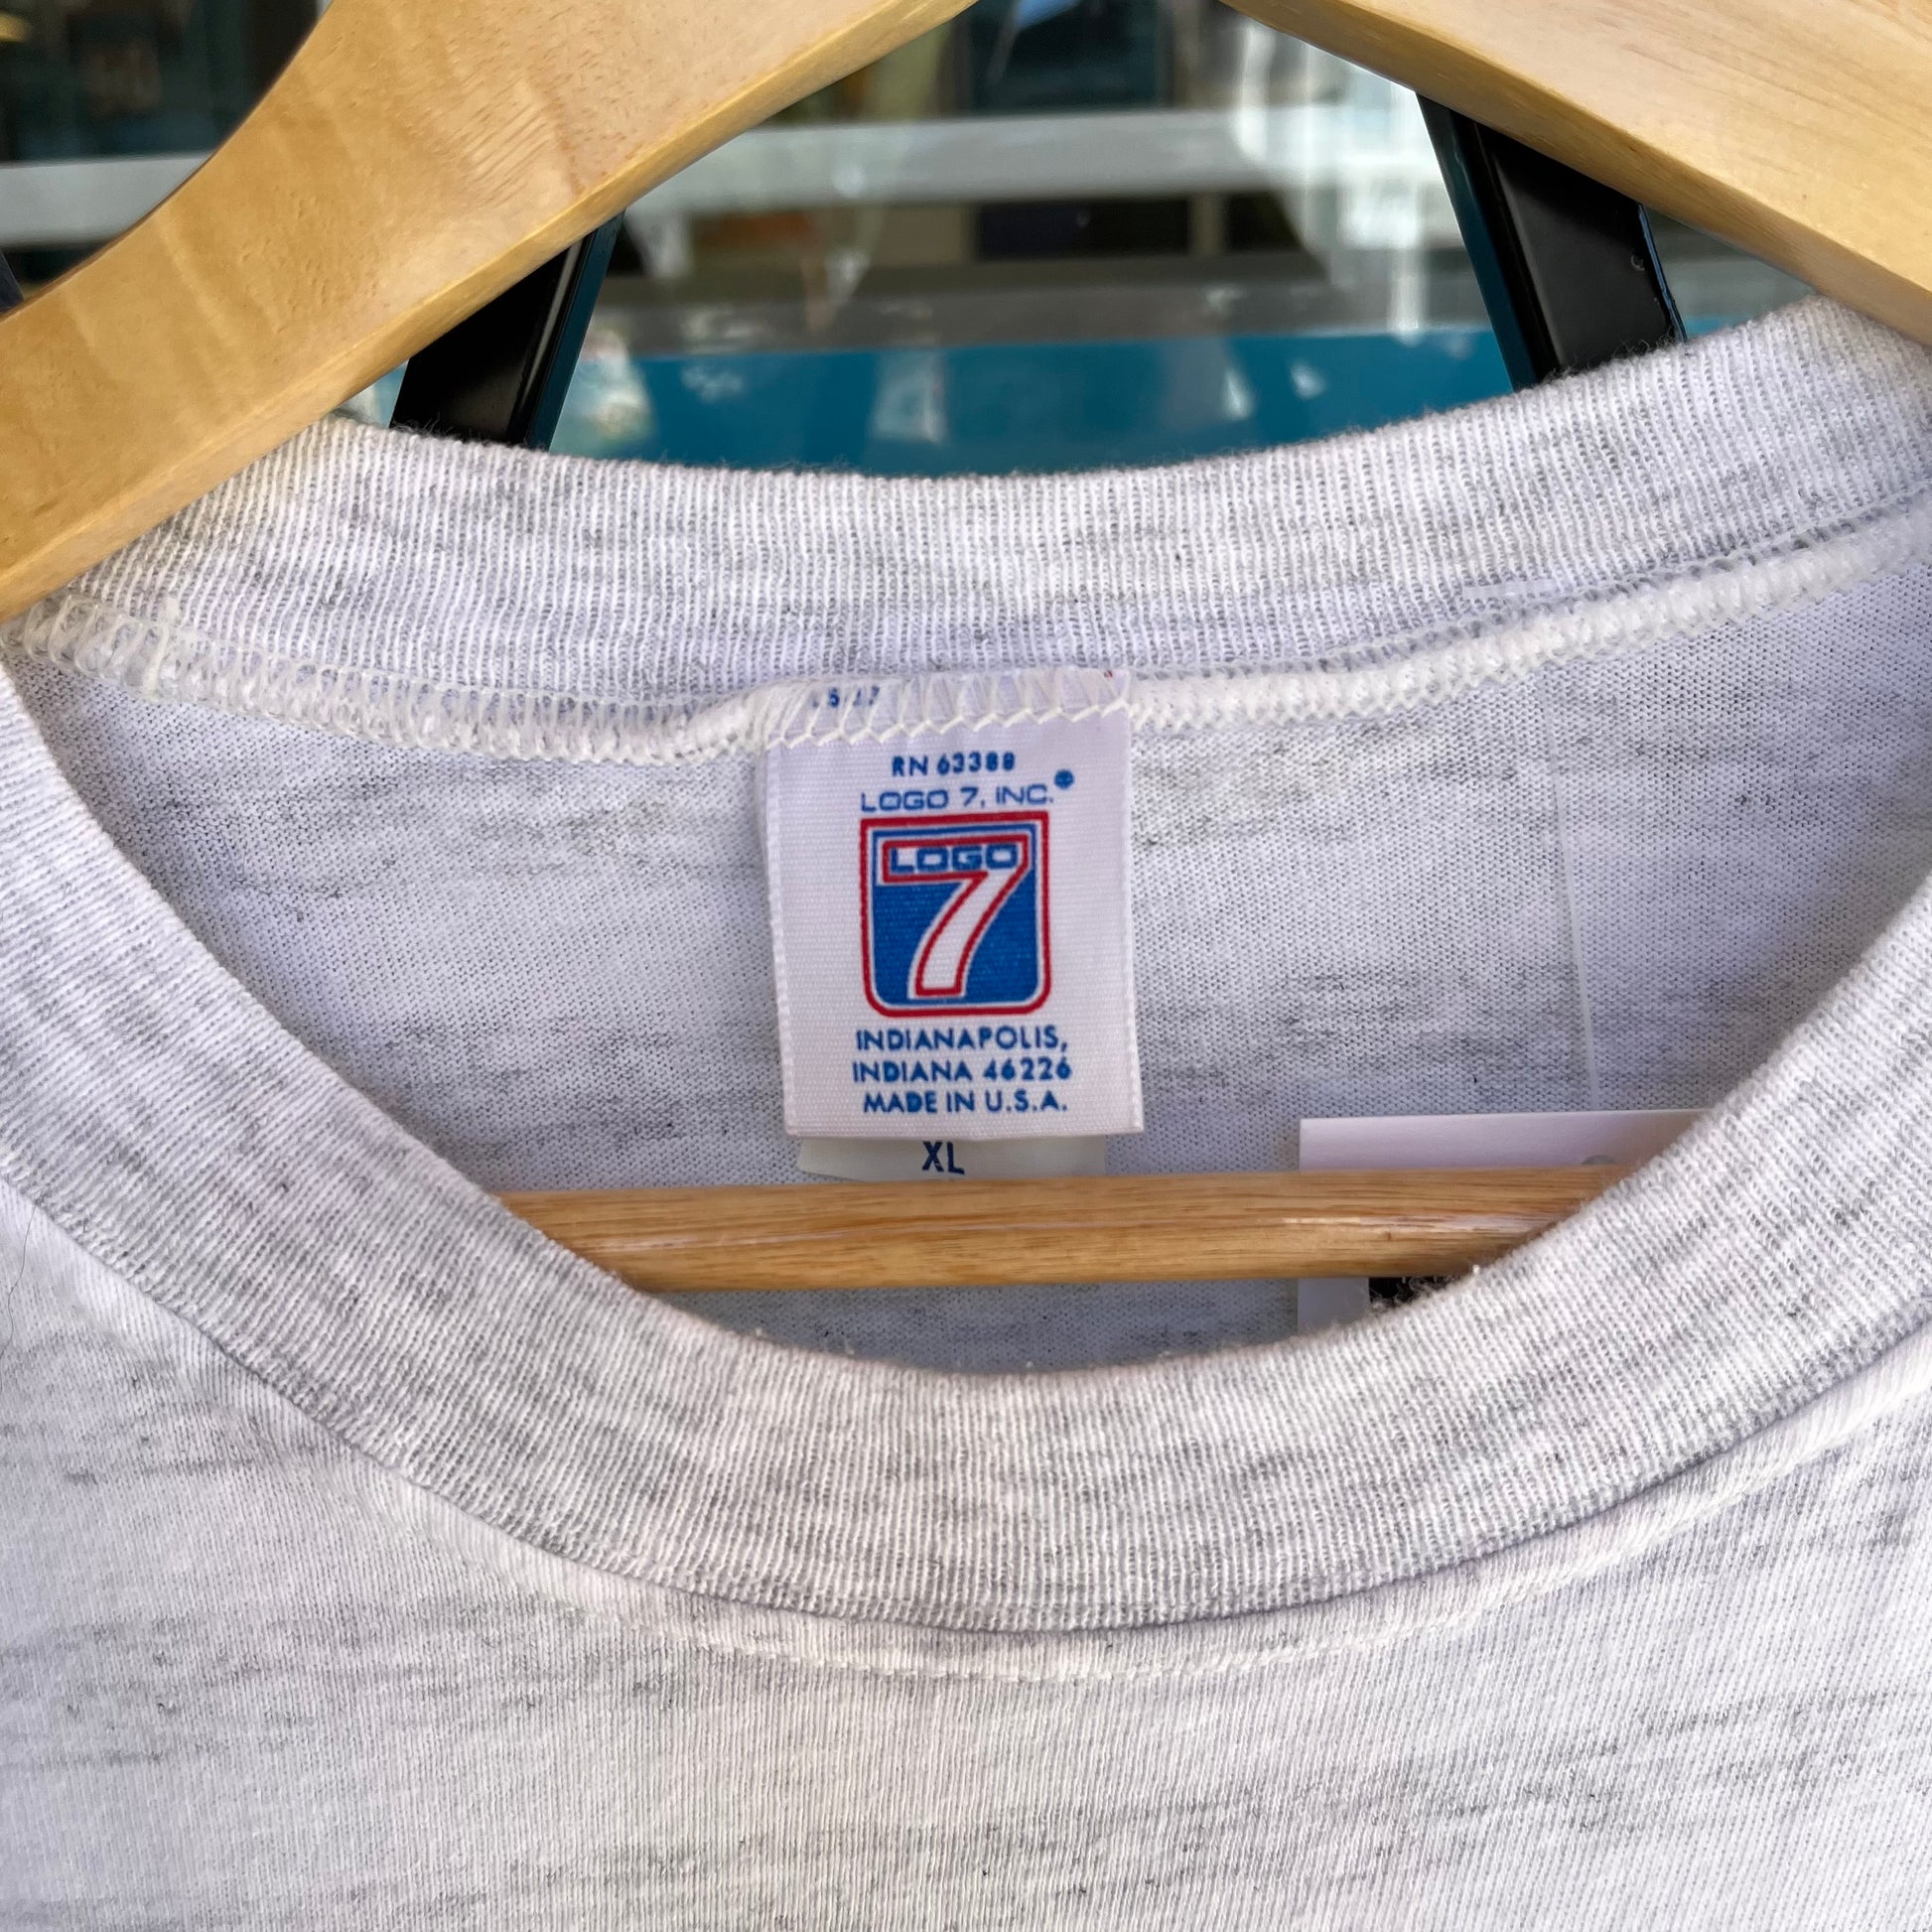 RN 63388
LOGO 7, INC.®
LOGO
7
INDIANAPOLIS,
INDIANA 46226
MADE IN U.S.A.
XL